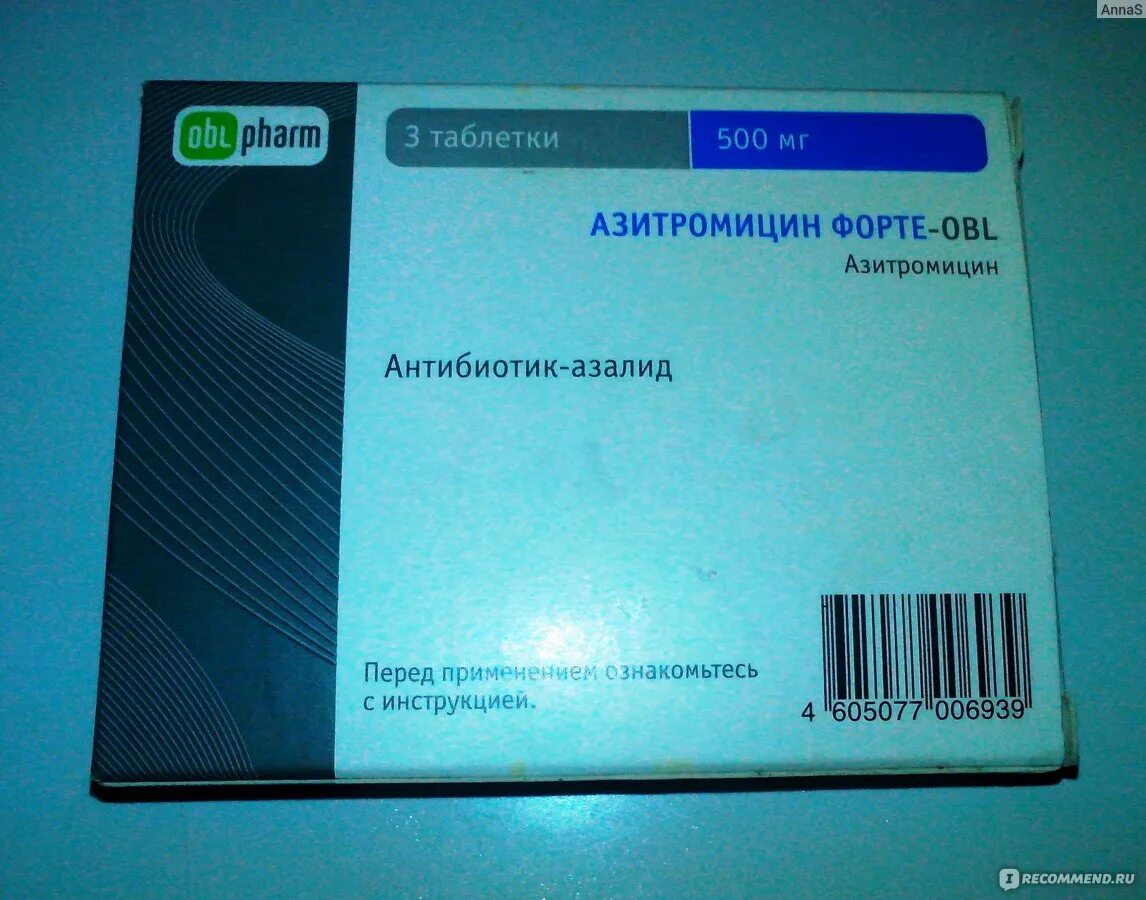 AnnaS
obl pharm
3 таблетки
500 мг
АЗИТРОМИЦИН ФОРТЕ-OBL
Азитромицин
Антибиотик-азалид
Перед применением ознакомьтесь
с инструкцией.
4 605077 006939
IRECOMMEND.RU